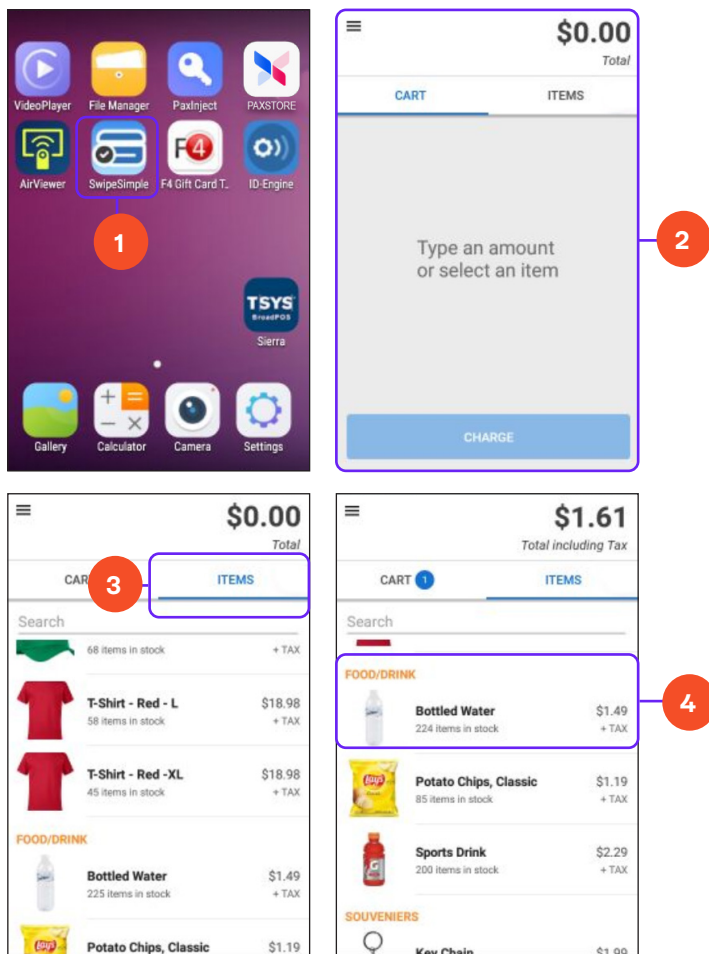 VideoPlayer File Manager PaxInject PAXSTORE
F4
AirViewer SwipeSimple F4 Gift Card T.. ID-Engine
1
TSYS
BroadPOS
Sierra
Gallery Calculator Camera Settings
$0.00
Total
CART ITEMS
Type an amount
or select an item
CHARGE
2
$0.00
Total
CAR ITEMS
3
Search
68 items in stock + TAX
T-Shirt - Red - L $18.98
58 items in stock + TAX
T-Shirt - Red -XL $18.98
45 items in stock + TAX
FOOD/DRINK
Bottled Water $1.49
225 items in stock + TAX
Lay's
Potato Chips, Classic $1.19
$1.61
Total including Tax
CART 1 ITEMS
Search
FOOD/DRINK
Bottled Water $1.49
224 items in stock + TAX
4
Lay's
Potato Chips, Classic $1.19
85 items in stock + TAX
Sports Drink $2.29
200 items in stock + TAX
SOUVENIERS
Key Chain $1.99